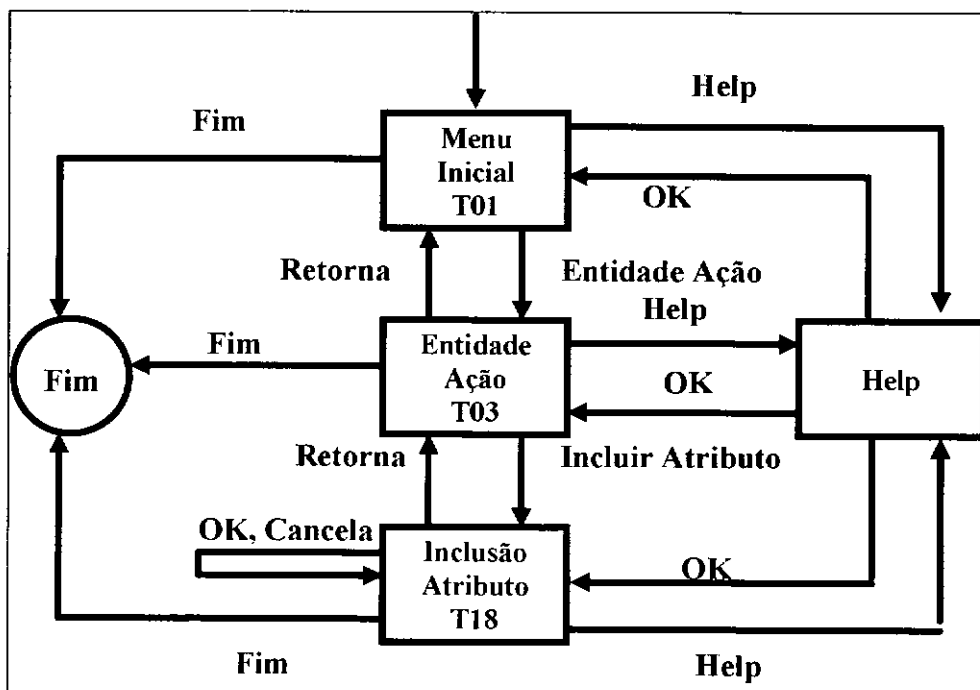 Help
Fim
Menu
Inicial
T01
OK
Retorna
Entidade Ação
Help
Fim
Entidade
Ação
T03
Fim
Help
OK
Retorna
Incluir Atributo
OK, Cancela
Inclusão
Atributo
T18
OK
Fim
Help